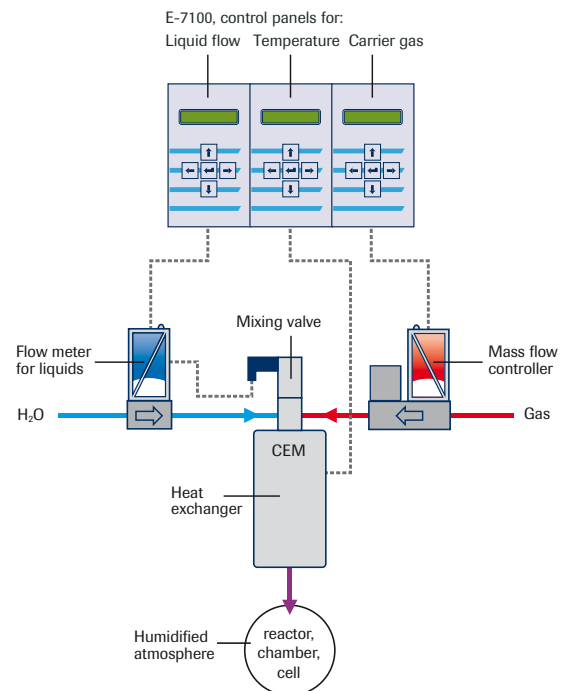 E-7100, control panels for:
Liquid flow Temperature Carrier gas
Mixing valve
Flow meter
for liquids
Mass flow
controller
H₂O
Gas
CEM
Heat
exchanger
Humidified
atmosphere
reactor,
chamber,
cell